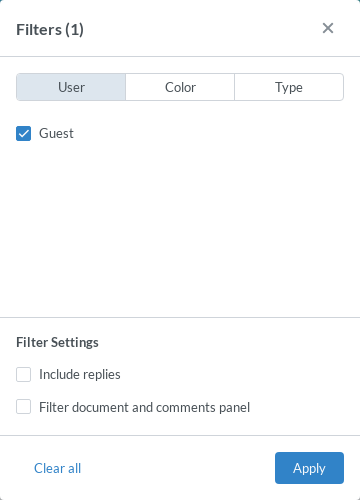 Filters (1)
User Color Type
Guest
Filter Settings
Include replies
Filter document and comments panel
Clear all Apply